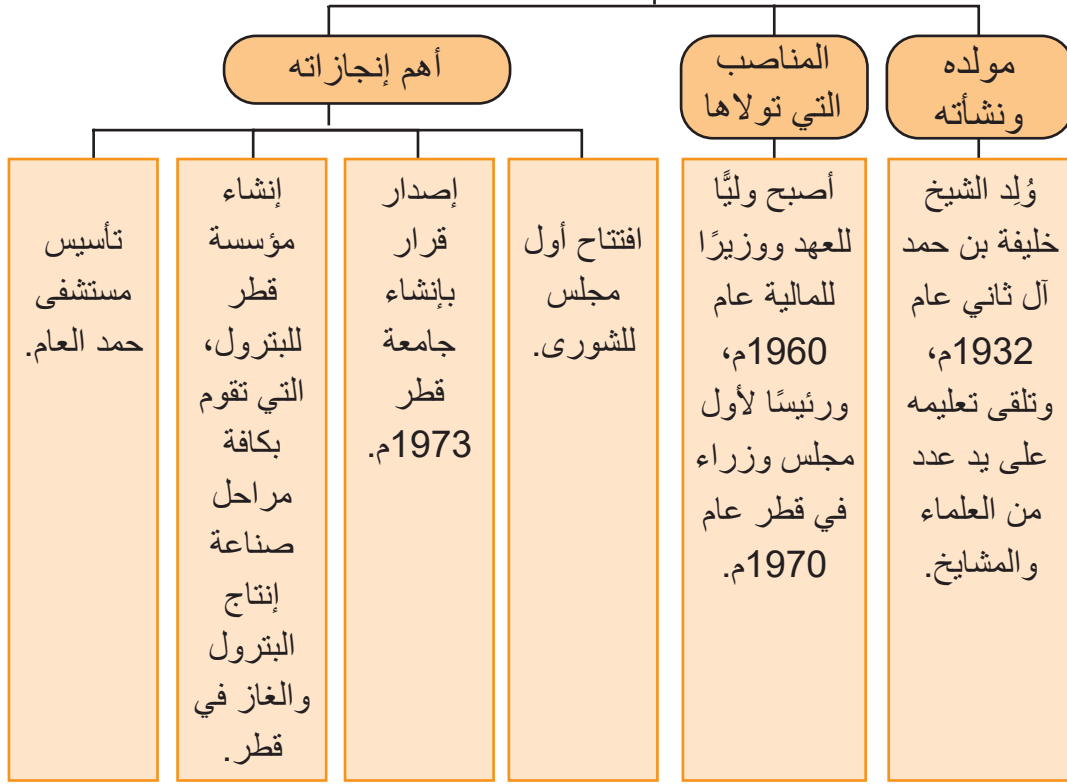 مولده
ونشأته
المناصب
التي تولاها
أهم إنجازاته
وُلِد الشيخ
خليفة بن حمد
آل ثاني عام
1932م،
وتلقى تعليمه
على يد عدد
من العلماء
والمشايخ.
أصبح وليًّا
للعهد ووزيرًا
للمالية عام
1960م،
ورئيسًا لأول
مجلس وزراء
في قطر عام
1970م.
افتتاح أول
مجلس
للشورى.
إصدار
قرار
بإنشاء
جامعة
قطر
1973م.
إنشاء
مؤسسة
قطر
للبترول،
التي تقوم
بكافة
مراحل
صناعة
إنتاج
البترول
والغاز في
قطر.
تأسيس
مستشفى
حمد العام.